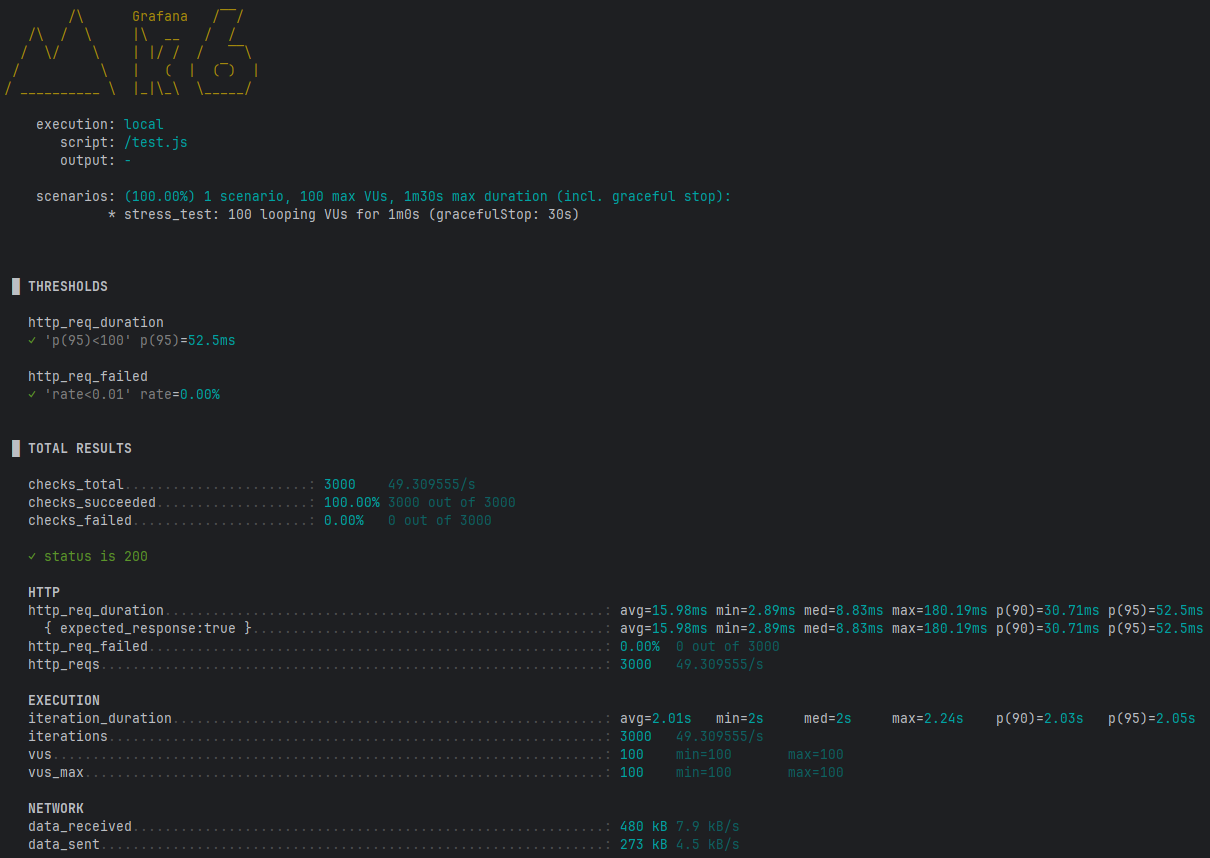 Grafana
execution: local
script: /test.js
output: -
scenarios: (100.00%) 1 scenario, 100 max VUs, 1m30s max duration (incl. graceful stop):
* stress_test: 100 looping VUs for 1m0s (gracefulStop: 30s)
█ THRESHOLDS
http_req_duration
✓ 'p(95)<100' p(95)=52.5ms
http_req_failed
✓ 'rate<0.01' rate=0.00%
█ TOTAL RESULTS
checks_total.......................: 3000    49.309555/s
checks_succeeded...................: 100.00% 3000 out of 3000
checks_failed......................: 0.00%   0 out of 3000
✓ status is 200
HTTP
http_req_duration.......................................................: avg=15.98ms min=2.89ms med=8.83ms max=180.19ms p(90)=30.71ms p(95)=52.5ms
{ expected_response:true }............................................: avg=15.98ms min=2.89ms med=8.83ms max=180.19ms p(90)=30.71ms p(95)=52.5ms
http_req_failed.........................................................: 0.00%  0 out of 3000
http_reqs...............................................................: 3000   49.309555/s
EXECUTION
iteration_duration......................................................: avg=2.01s   min=2s     med=2s     max=2.24s    p(90)=2.03s   p(95)=2.05s
iterations..............................................................: 3000   49.309555/s
vus.....................................................................: 100    min=100       max=100
vus_max.................................................................: 100    min=100       max=100
NETWORK
data_received...........................................................: 480 kB 7.9 kB/s
data_sent...............................................................: 273 kB 4.5 kB/s